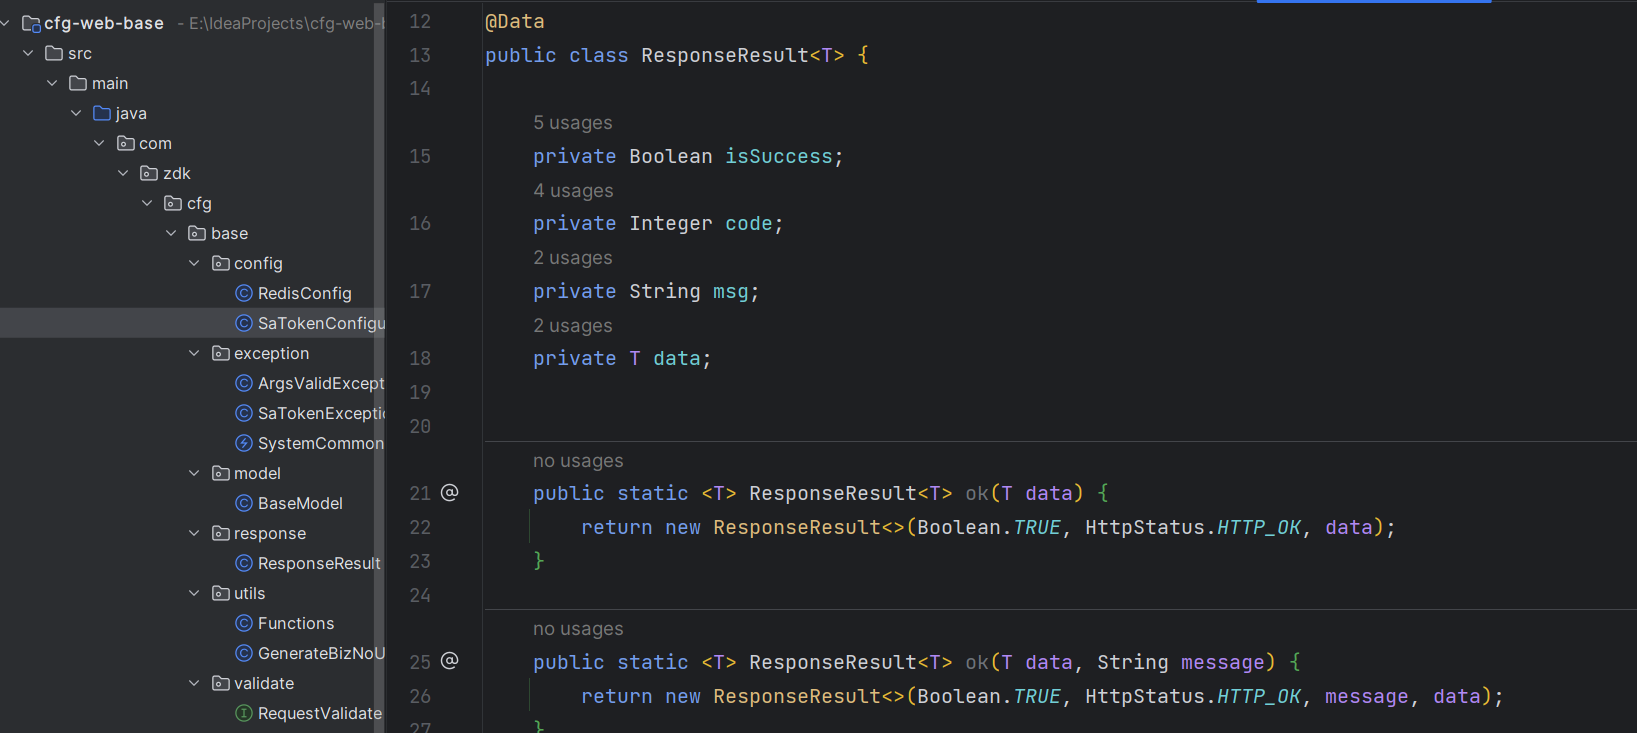 cfg-web-base - E:\IdeaProjects\cfg-web-b
src
main
java
com
zdk
cfg
base
config
RedisConfig
SaTokenConfigu
exception
ArgsValidExcept
SaTokenExceptio
SystemCommon
model
BaseModel
response
ResponseResult
utils
Functions
GenerateBizNoU
validate
RequestValidate
12 @Data
13 public class ResponseResult<T> {
14
5 usages
15 private Boolean isSuccess;
4 usages
16 private Integer code;
2 usages
17 private String msg;
2 usages
18 private T data;
19
20
no usages
21 @ public static <T> ResponseResult<T> ok(T data) {
22 return new ResponseResult<>(Boolean.TRUE, HttpStatus.HTTP_OK, data);
23 }
24
no usages
25 @ public static <T> ResponseResult<T> ok(T data, String message) {
26 return new ResponseResult<>(Boolean.TRUE, HttpStatus.HTTP_OK, message, data);
27 }